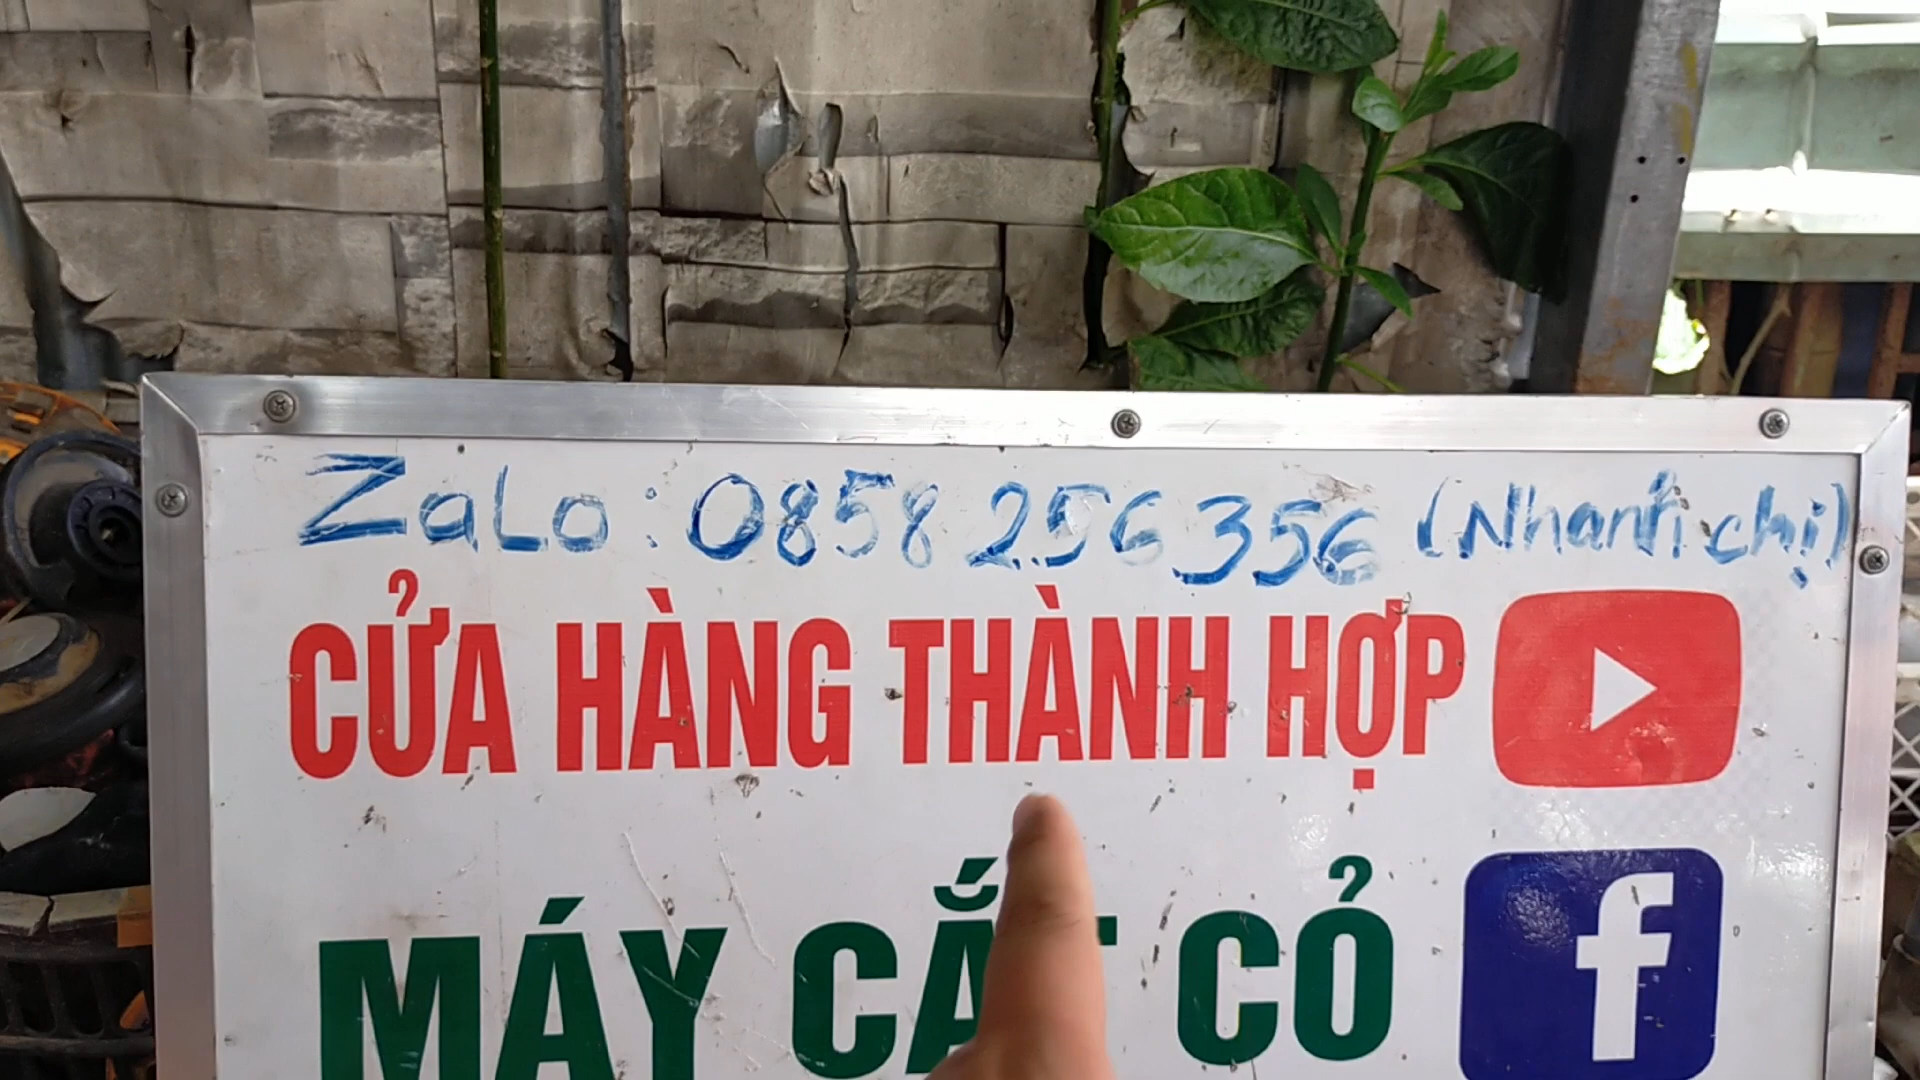 ZaLo: 0858 256 356 (Nhanh chị)
CỬA HÀNG THÀNH HỢP
MÁY CẮT CỎ
f